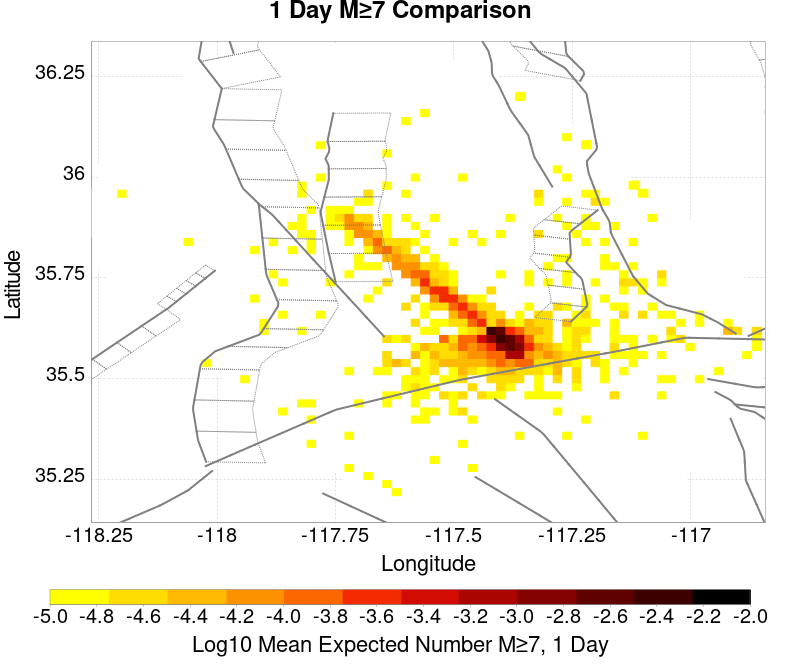 1 Day M≥7 Comparison
36.25
36
35.75
35.5
35.25
Latitude
-118.25 -118 -117.75 -117.5 -117.25 -117
Longitude
-5.0 -4.8 -4.6 -4.4 -4.2 -4.0 -3.8 -3.6 -3.4 -3.2 -3.0 -2.8 -2.6 -2.4 -2.2 -2.0
Log10 Mean Expected Number M≥7, 1 Day